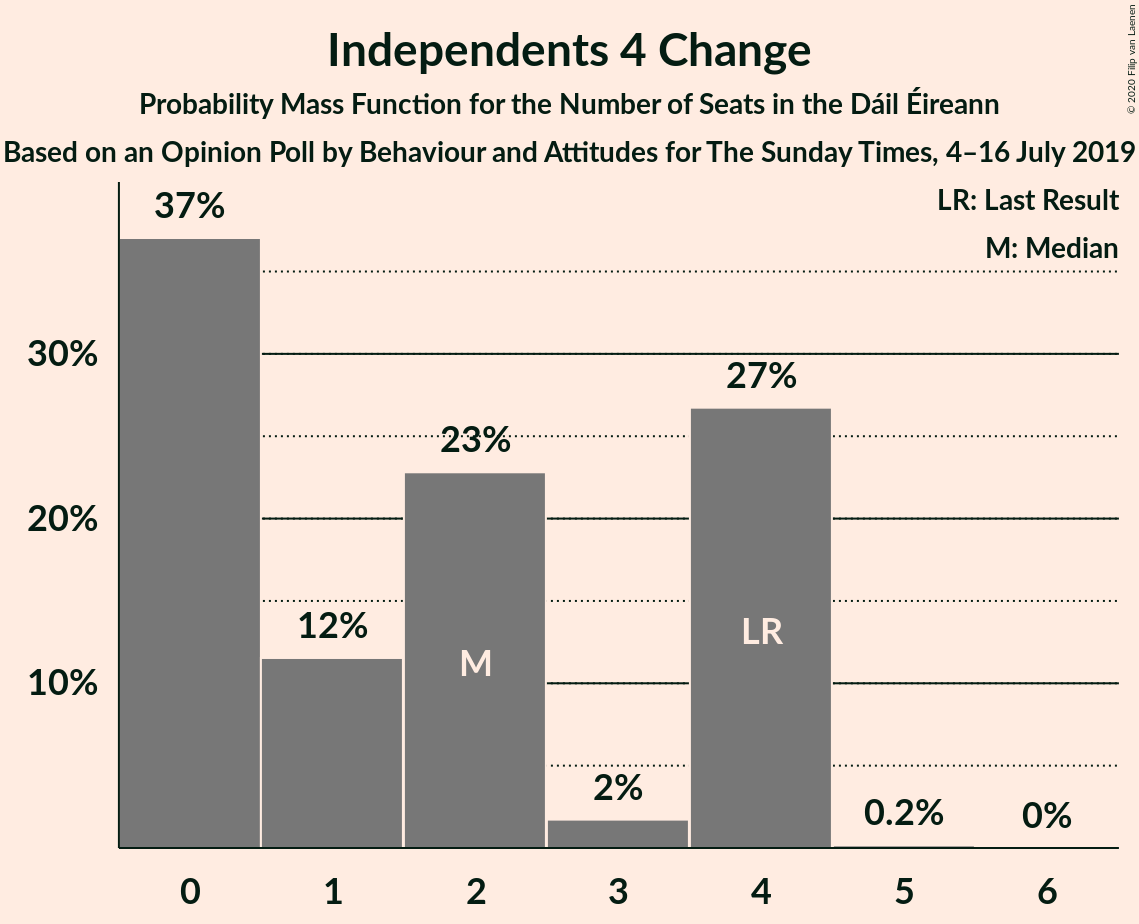 Independents 4 Change
Probability Mass Function for the Number of Seats in the Dáil Éireann
Based on an Opinion Poll by Behaviour and Attitudes for The Sunday Times, 4–16 July 2019
© 2020 Filip van Laenen
LR: Last Result
M: Median
37%
30%
27%
23%
20%
12%
LR
M
10%
2%
0.2%
0%
0 1 2 3 4 5 6